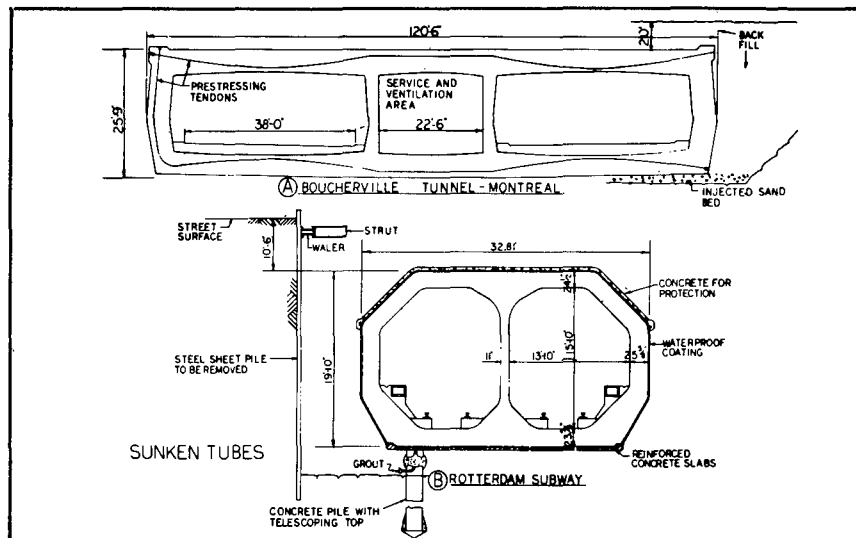 120'-6"
2'0"
BACK
FILL
PRESTRESSING
TENDONS
SERVICE AND
VENTILATION
AREA
25'-9"
38'-0"
22'-6"
A BOUCHERVILLE TUNNEL-MONTREAL
INJECTED SAND
BED
STREET
SURFACE
10'-6"
WALER
STRUT
32.81'
CONCRETE FOR
PROTECTION
WATERPROOF
COATING
11"
13'-10"
15'-10"
STEEL SHEET PILE
TO BE REMOVED
19'-10"
SUNKEN TUBES
GROUT
REINFORCED
CONCRETE SLABS
B ROTTERDAM SUBWAY
CONCRETE PILE WITH
TELESCOPING TOP